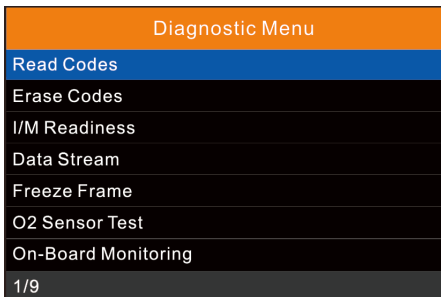 Diagnostic Menu
Read Codes
Erase Codes
I/M Readiness
Data Stream
Freeze Frame
O2 Sensor Test
On-Board Monitoring
1/9